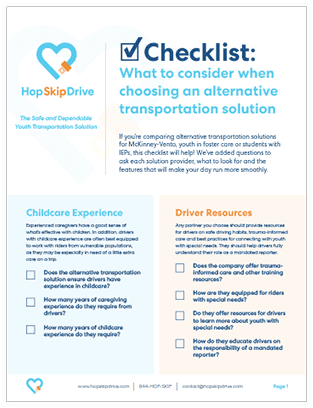 HopSkipDrive
The Safe and Dependable
Youth Transportation Solution
Checklist:
What to consider when
choosing an alternative
transportation solution
If you're comparing alternative transportation solutions
for McKinney-Vento, youth in foster care or students with
IEPs, this checklist will help! We've added questions to
ask each solution provider, what to look for and the
features that will make your day run more smoothly.
Childcare Experience
Experienced caregivers have a good sense of
what's effective with children. In addition, drivers
with childcare experience are often best equipped
to work with riders from vulnerable populations,
as they may be especially in need of a little extra
care on a trip.
Does the alternative transportation
solution ensure drivers have
experience in childcare?
How many years of caregiving
experience do they require from
drivers?
How many years of childcare
experience do they require?
Driver Resources
Any partner you choose should provide resources
for drivers on safe driving habits, trauma-informed
care and best practices for connecting with youth
with special needs. They should help drivers fully
understand their role as a mandated reporter.
Does the company offer trauma-
informed care and other training
resources?
How are they equipped for riders
with special needs?
Do they offer resources for drivers
to learn more about youth with
special needs?
How do they educate drivers on
the responsibility of a mandated
reporter?
www.hopskipdrive.com | 844-HOP-SKIP | contact@hopskipdrive.com
Page 1